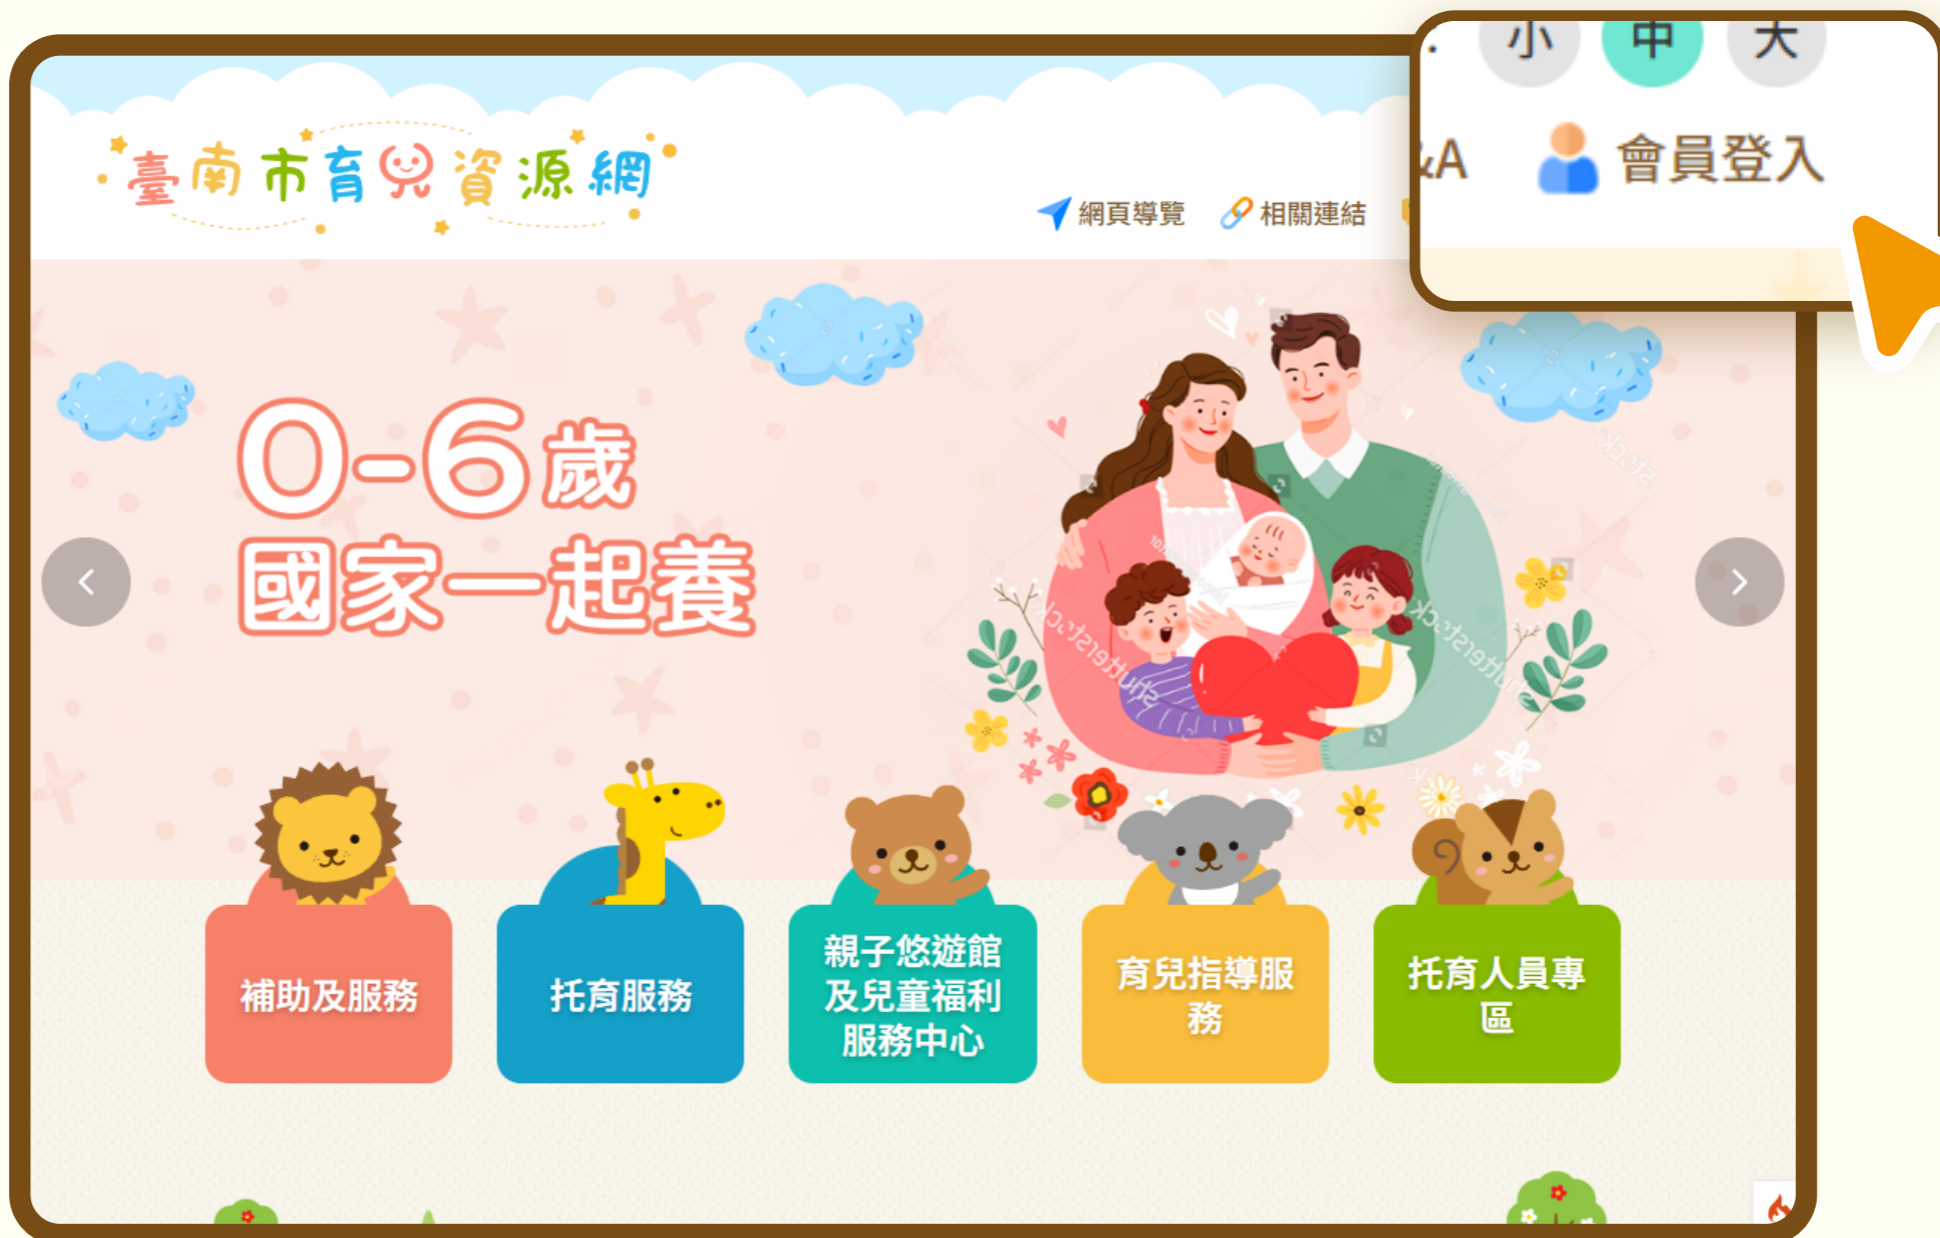 臺南市育兒資源網
小 中 大
&A 會員登入
網頁導覽 相關連結
0-6歲
國家一起養
shutterstock
shutterstock
補助及服務
托育服務
親子悠遊館
及兒童福利
服務中心
育兒指導服
務
托育人員專
區